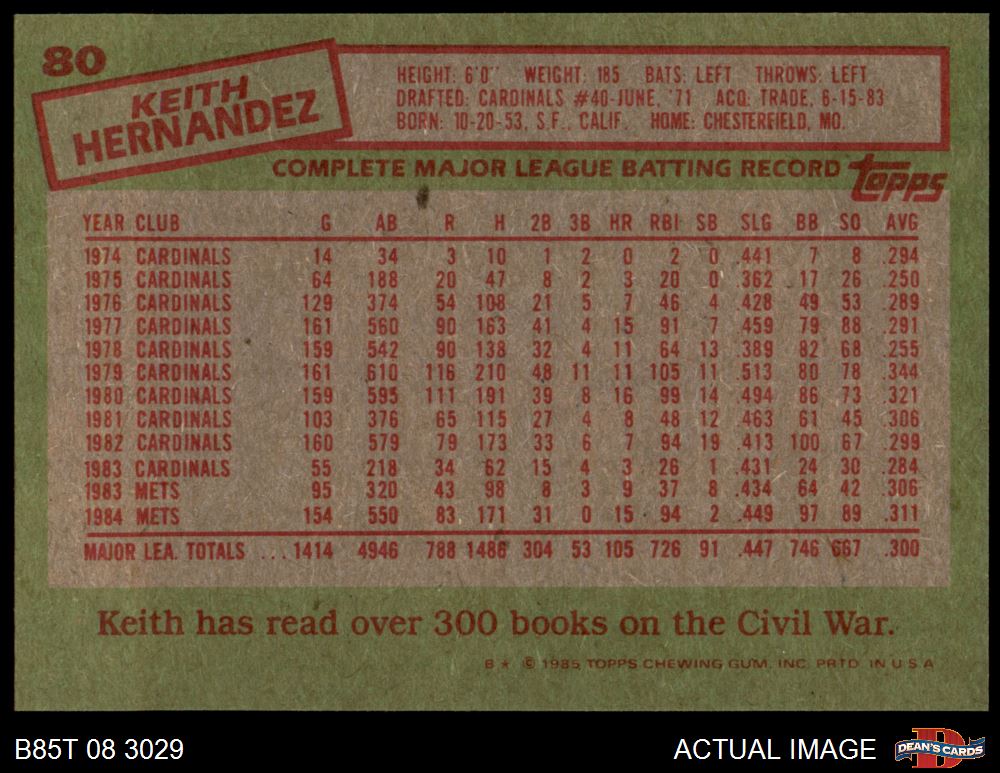 80
KEITH
HERNANDEZ
HEIGHT: 6'0" WEIGHT: 185 BATS: LEFT THROWS: LEFT
DRAFTED: CARDINALS #40-JUNE, '71 ACQ: TRADE, 6-15-83
BORN: 10-20-53, S.F., CALIF. HOME: CHESTERFIELD, MO.
COMPLETE MAJOR LEAGUE BATTING RECORD topps
YEAR CLUB G AB R H 2B 3B HR RBI SB SLG BB SO AVG
1974 CARDINALS 14 34 3 10 1 2 0 2 0 .441 7 8 .294
1975 CARDINALS 64 188 20 47 8 2 3 20 0 .362 17 26 .250
1976 CARDINALS 129 374 54 108 21 5 7 46 4 .428 49 53 .289
1977 CARDINALS 161 560 90 163 41 4 15 91 7 .459 79 88 .291
1978 CARDINALS 159 542 90 138 32 4 11 64 13 .389 82 68 .255
1979 CARDINALS 161 610 116 210 48 11 11 105 11 .513 80 78 .344
1980 CARDINALS 159 595 111 191 39 8 16 99 14 .494 86 73 .321
1981 CARDINALS 103 376 65 115 27 4 8 48 12 .463 61 45 .306
1982 CARDINALS 160 579 79 173 33 6 7 94 19 .413 100 67 .299
1983 CARDINALS 55 218 34 62 15 4 3 26 1 .431 24 30 .284
1983 METS 95 320 43 98 8 3 9 37 8 .434 64 42 .306
1984 METS 154 550 83 171 31 0 15 94 2 .449 97 89 .311
MAJOR LEA. TOTALS ...1414 4946 788 1486 304 53 105 726 91 .447 746 667 .300
Keith has read over 300 books on the Civil War.
B★ © 1985 TOPPS CHEWING GUM, INC. PRTD. IN U.S.A.
B85T 08 3029 ACTUAL IMAGE D DEAN'S CARDS